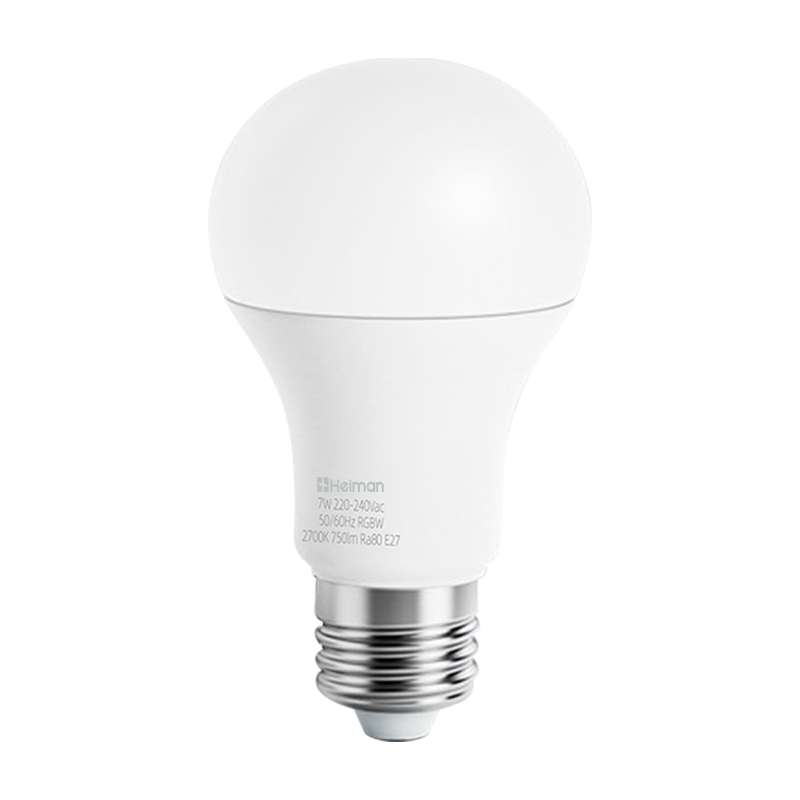 Heiman
7W 220-240Vac
50/60Hz RGBW
2700K 750lm Ra80 E27